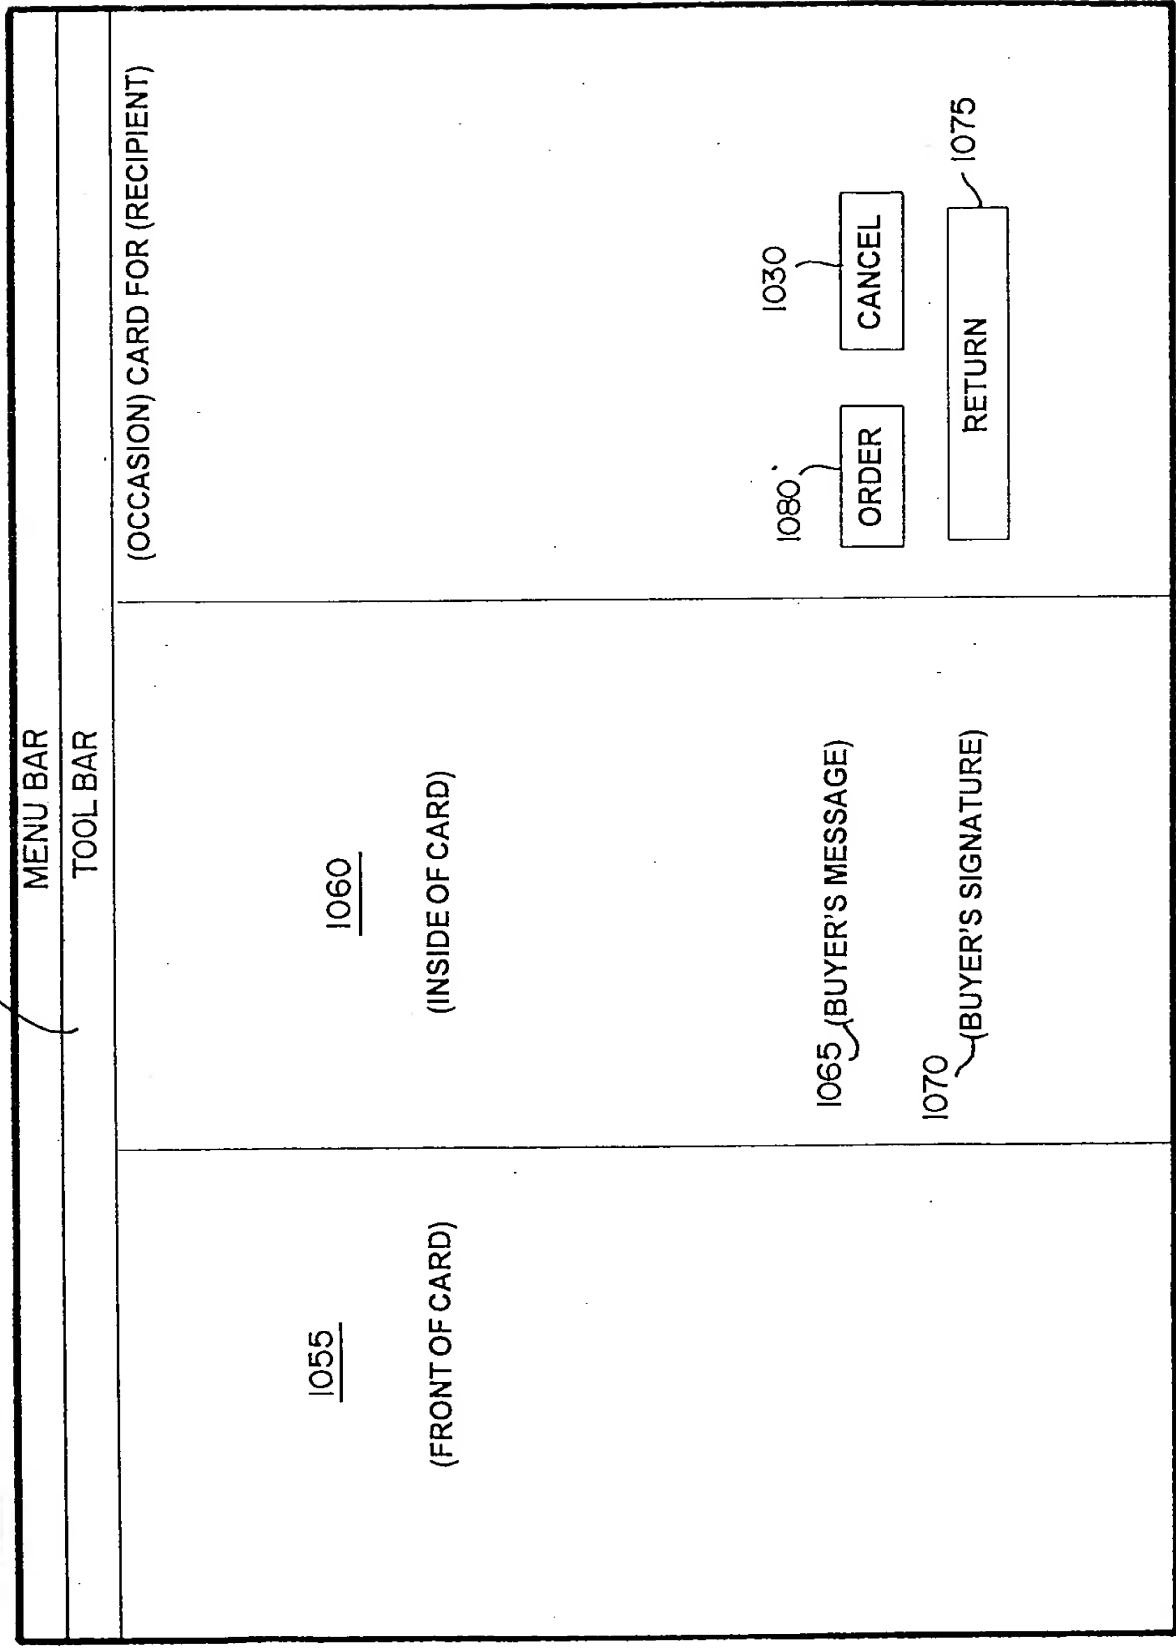 MENU BAR
TOOL BAR
1055
(FRONT OF CARD)
1060
(INSIDE OF CARD)
1065 (BUYER'S MESSAGE)
1070 (BUYER'S SIGNATURE)
(OCCASION) CARD FOR (RECIPIENT)
1080 1030
ORDER CANCEL
RETURN 1075